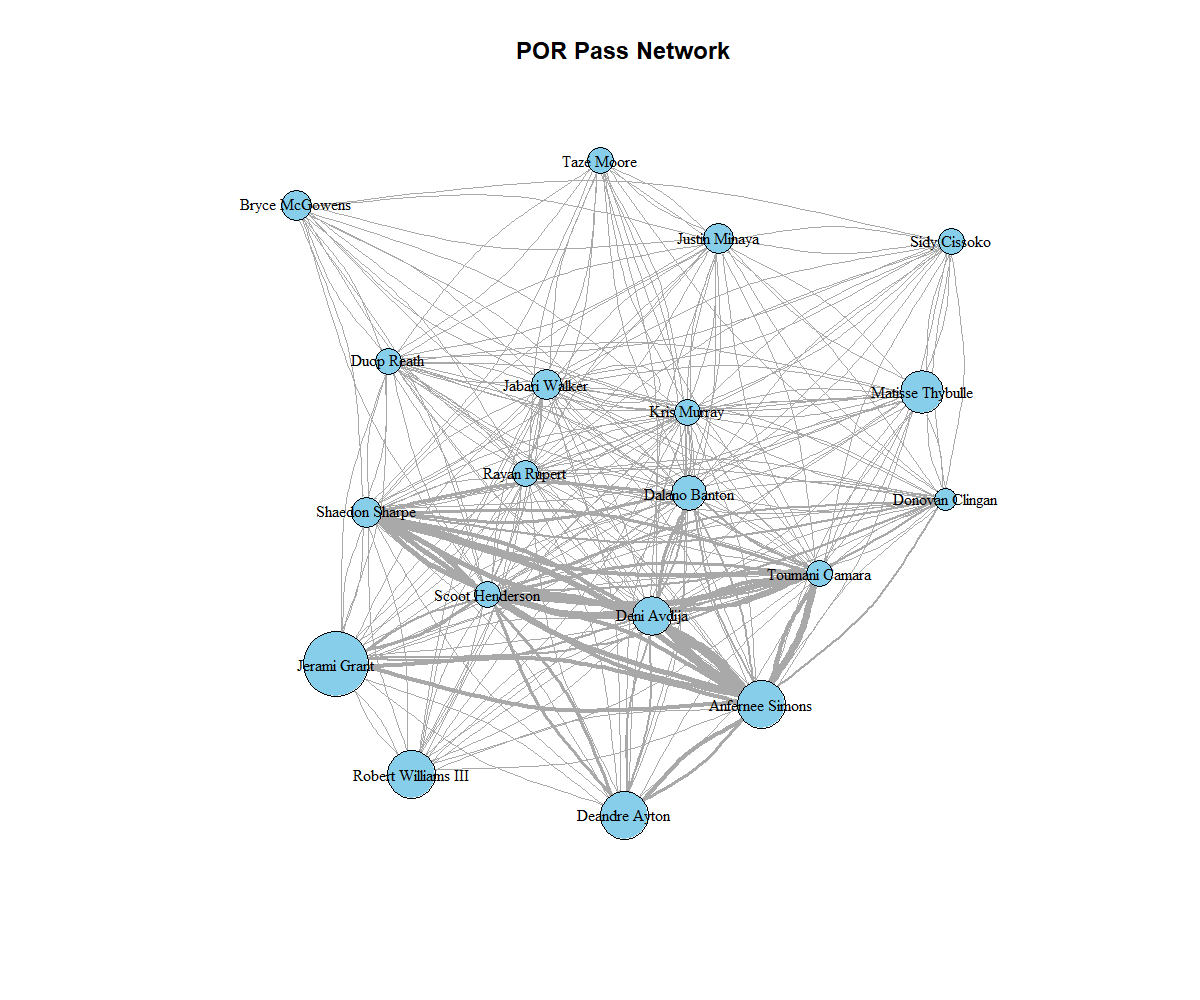 POR Pass Network
Taze Moore
Bryce McGowens
Justin Minaya
Sidy Cissoko
Duop Reath
Jabari Walker
Matisse Thybulle
Kris Murray
Rayan Rupert
Dalano Banton
Donovan Clingan
Shaedon Sharpe
Toumani Camara
Scoot Henderson
Deni Avdija
Jerami Grant
Anfernee Simons
Robert Williams III
Deandre Ayton